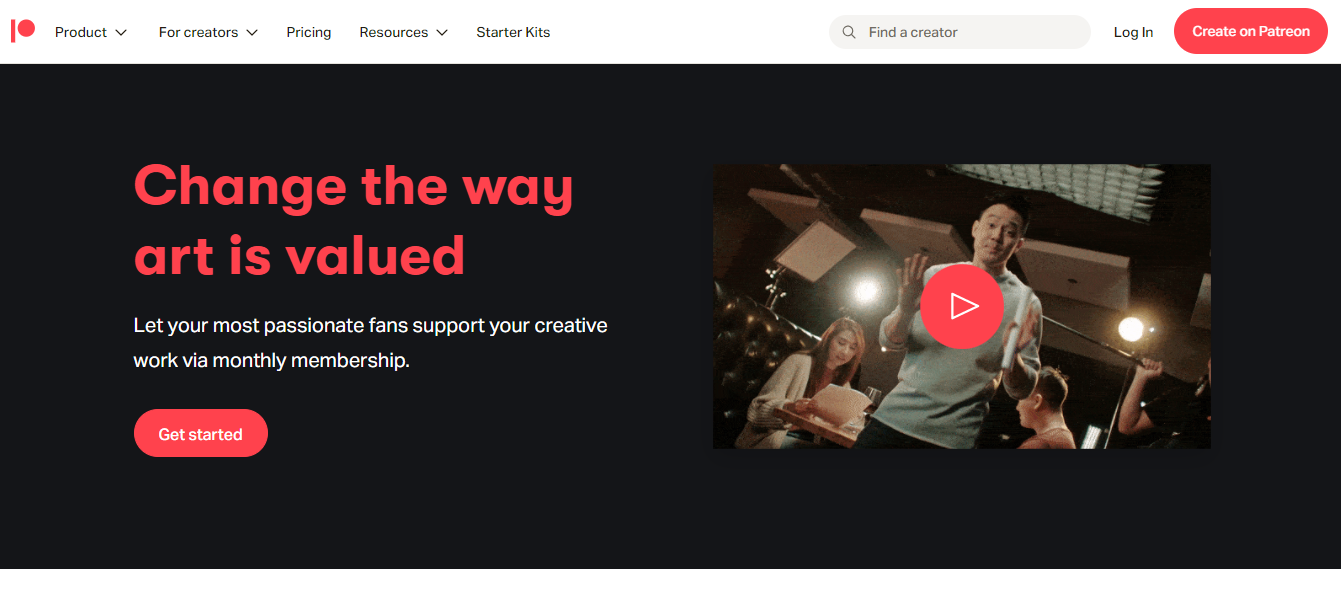 Product For creators Pricing Resources Starter Kits Find a creator Log In Create on Patreon
Change the way
art is valued
Let your most passionate fans support your creative
work via monthly membership.
Get started